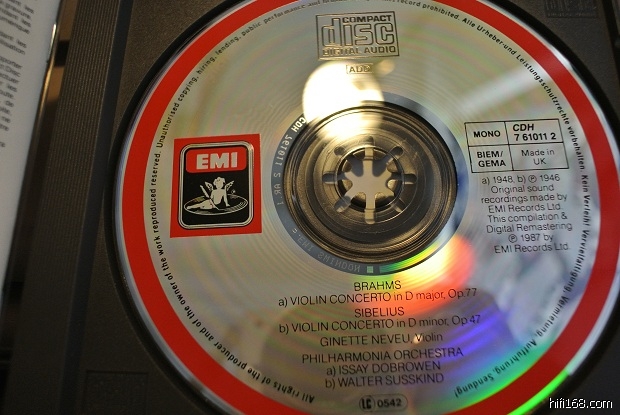 COMPACT
disc
DIGITAL AUDIO
ADD
EMI
MONO
CDH
7 61011 2
BIEM/
GEMA
Made in
UK
a) 1948. b) ℗ 1946
Original sound
recordings made by
EMI Records Ltd.
This compilation &
Digital Remastering
℗ 1987 by
EMI Records Ltd.
BRAHMS
a) VIOLIN CONCERTO in D major, Op.77
SIBELIUS
b) VIOLIN CONCERTO in D minor, Op 47
GINETTE NEVEU, Violin
PHILHARMONIA ORCHESTRA
a) ISSAY DOBROWEN
b) WALTER SUSSKIND
LC 0542
All rights of the producer and of the owner of the work reproduced reserved. Unauthorised copying, hiring, lending, public performance and record prohibited. Alle Urheber- und Leistungsschutzrechte vorbehalten. Kein Verleih! Vervielfältigung, Vermietung, Aufführung, Sendung!
hifi168.com